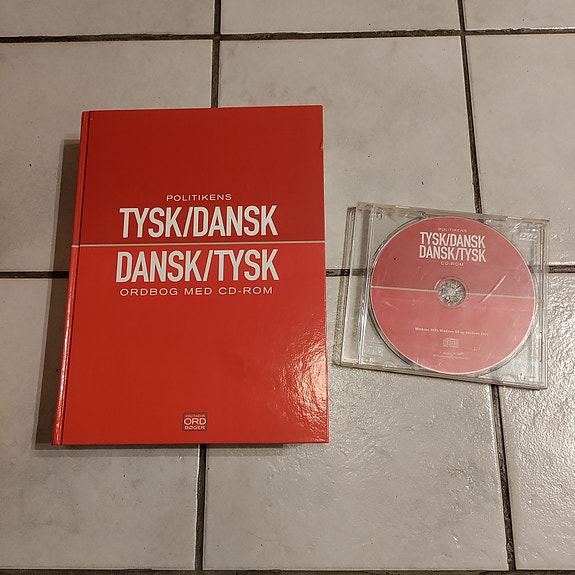 POLITIKENS
TYSK/DANSK
DANSK/TYSK
ORDBOG MED CD-ROM
POLITIKENS
ORD
BØGER
POLITIKENS
TYSK/DANSK
DANSK/TYSK
CD-ROM